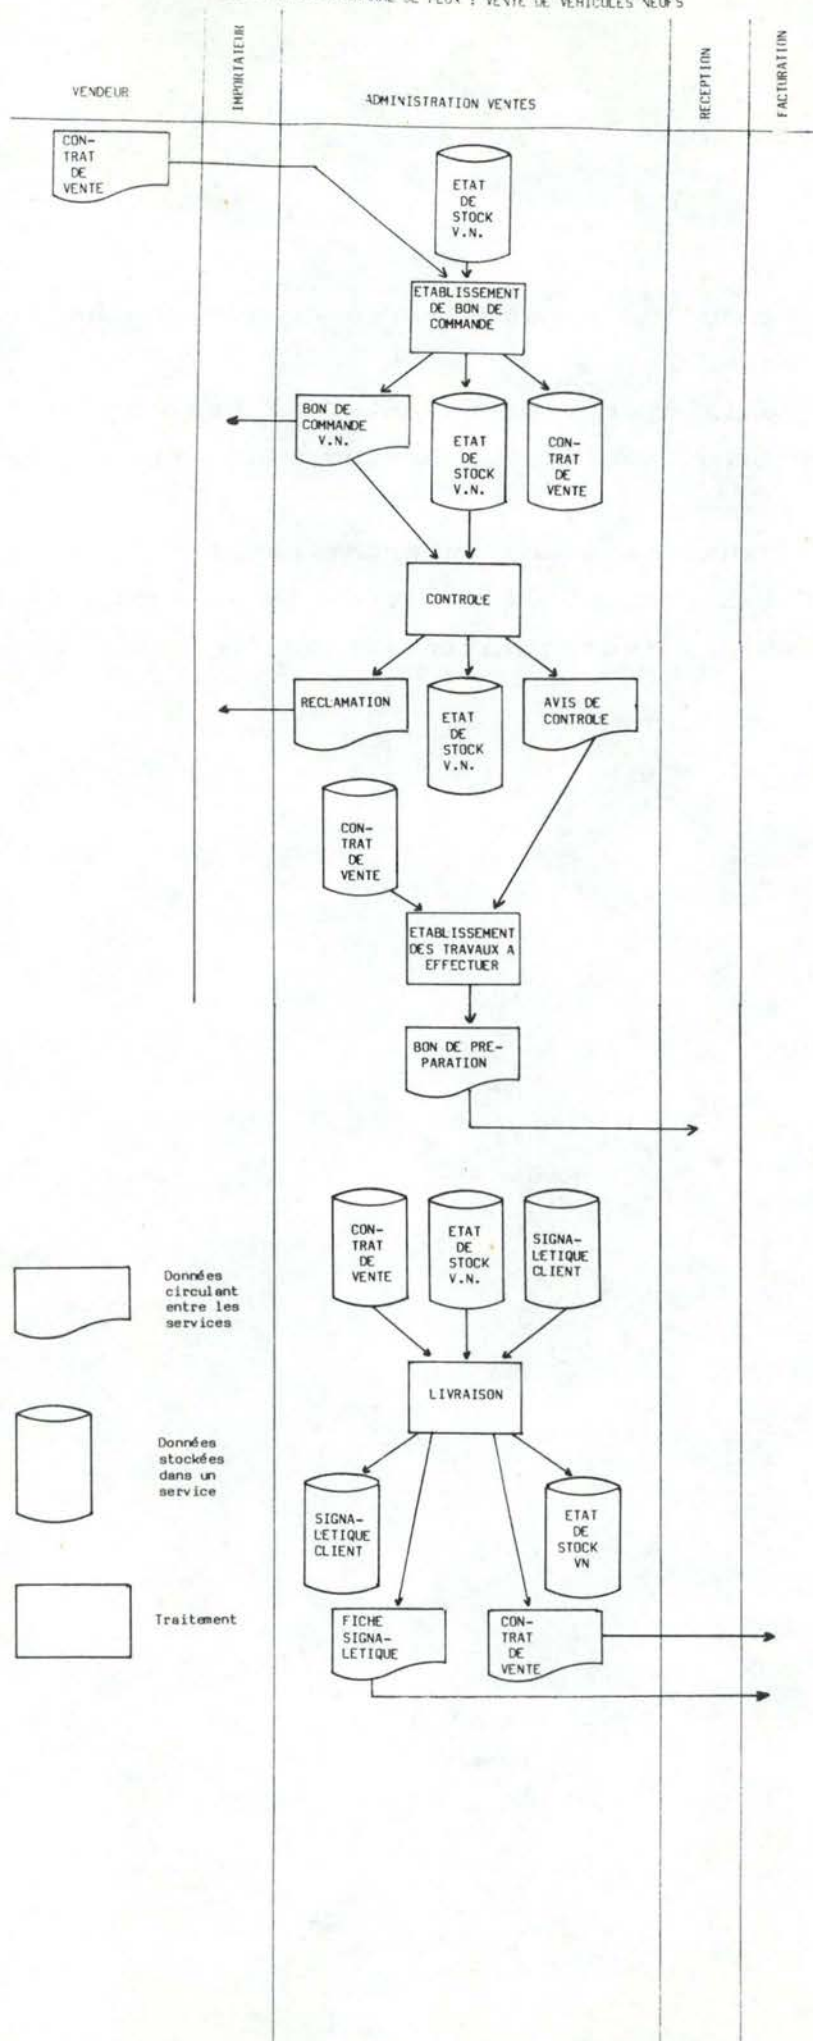 : VENTE DE VEHICULES NEUFS
VENDEUR
IMPORTATEUR
ADMINISTRATION VENTES
RECEPTION
FACTURATION
CON-
TRAT
DE
VENTE
ETAT
DE
STOCK
V.N.
ETABLISSEMENT
DE BON DE
COMMANDE
BON DE
COMMANDE
V.N.
ETAT
DE
STOCK
V.N.
CON-
TRAT
DE
VENTE
CONTROLE
RECLAMATION
ETAT
DE
STOCK
V.N.
AVIS DE
CONTROLE
CON-
TRAT
DE
VENTE
ETABLISSEMENT
DES TRAVAUX A
EFFECTUER
BON DE PRE-
PARATION
CON-
TRAT
DE
VENTE
ETAT
DE
STOCK
V.N.
SIGNA-
LETIQUE
CLIENT
Données
circulant
entre les
services
LIVRAISON
Données
stockées
dans un
service
SIGNA-
LETIQUE
CLIENT
ETAT
DE
STOCK
VN
Traitement
FICHE
SIGNA-
LETIQUE
CON-
TRAT
DE
VENTE